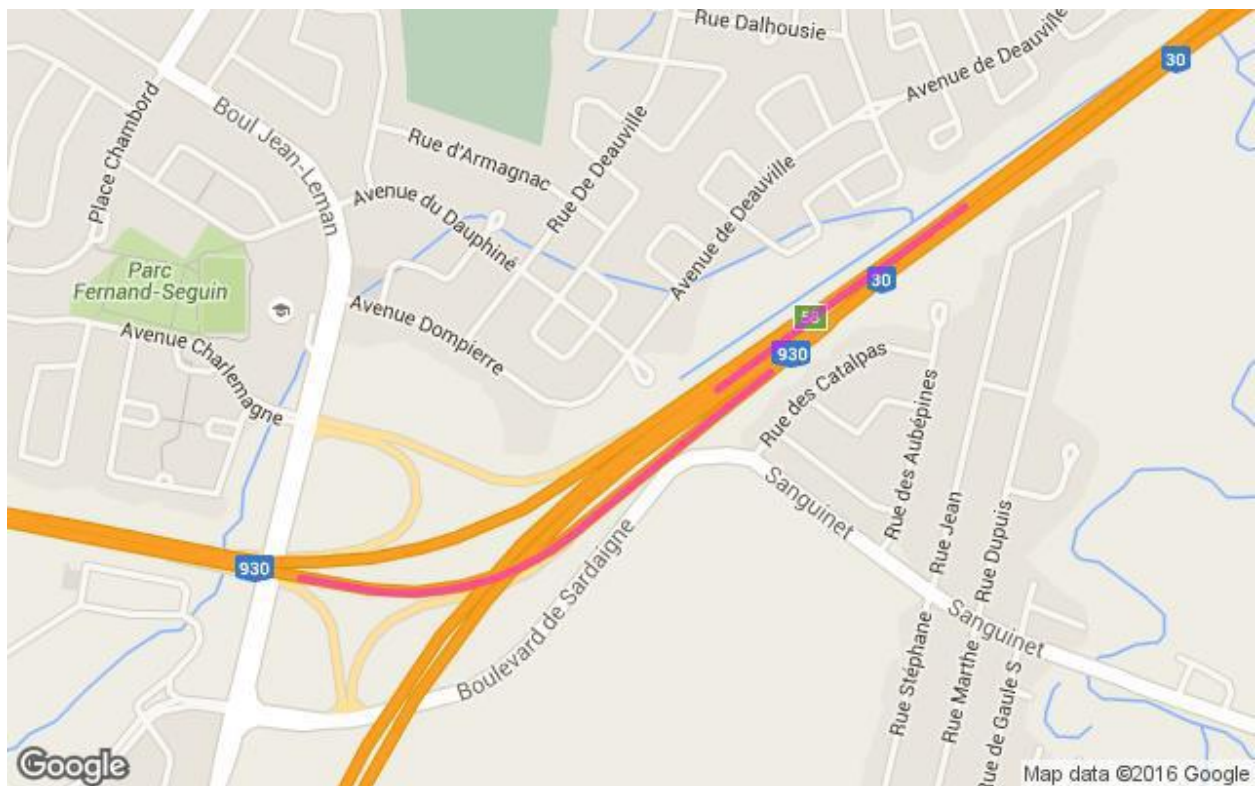 Rue Dalhousie
30
Avenue de Deauville
Place Chambord
Boul Jean-Leman
Rue d'Armagnac
Rue De Deauville
Avenue de Deauville
Avenue du Dauphiné
Parc
Fernand-Seguin
30
58
Avenue Dompierre
930
Avenue Charlemagne
Rue des Catalpas
Rue des Aubépines
Sanguinet
Rue Jean
Rue Dupuis
930
Boulevard de Sardaigne
Sanguinet
Rue Stéphane
Rue Marthe
Rue de Gaule S
Google
Map data ©2016 Google